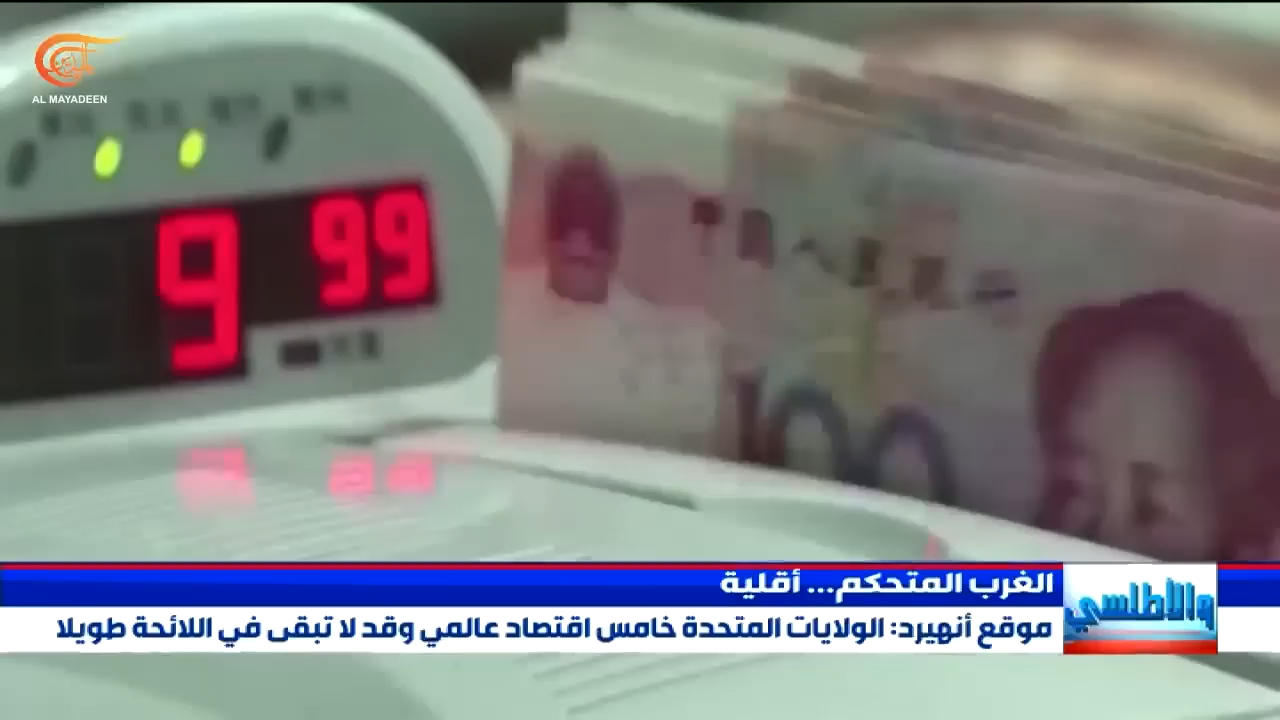 AL MAYADEEN
9 99
100
الغرب المتحكم... أقلية
والأطلسي
موقع أنهيرد: الولايات المتحدة خامس اقتصاد عالمي وقد لا تبقى في اللائحة طويلا